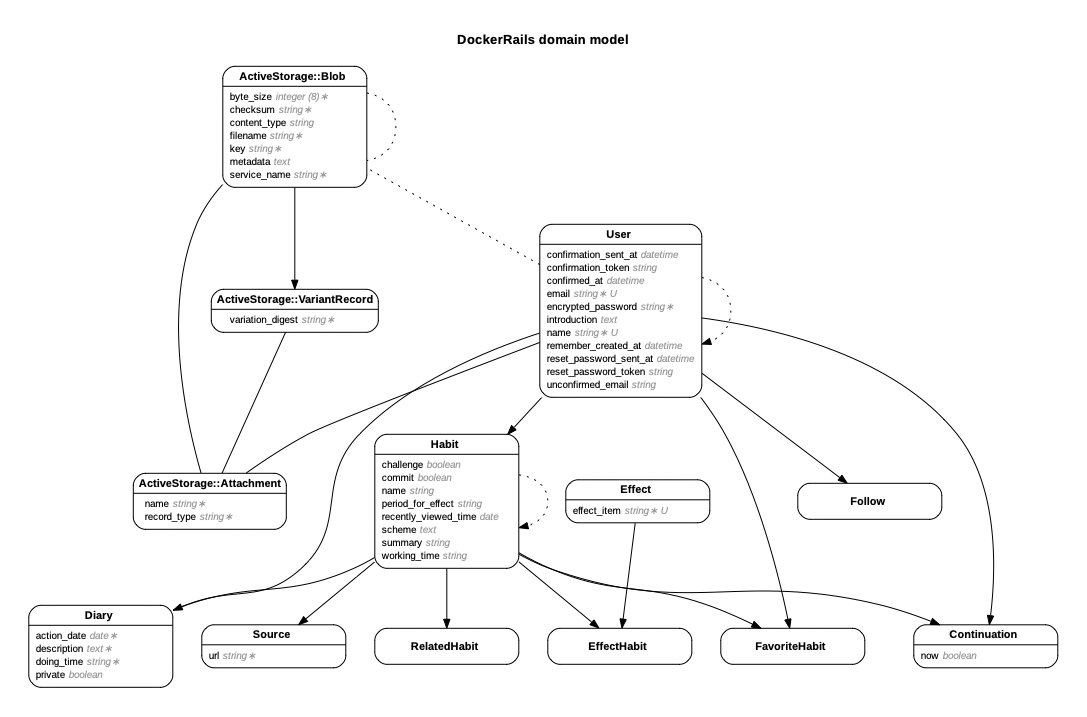 DockerRails domain model
ActiveStorage::Blob
byte_size integer (8)∗
checksum string∗
content_type string
filename string∗
key string∗
metadata text
service_name string∗
User
confirmation_sent_at datetime
confirmation_token string
confirmed_at datetime
email string∗ U
encrypted_password string∗
introduction text
name string∗ U
remember_created_at datetime
reset_password_sent_at datetime
reset_password_token string
unconfirmed_email string
ActiveStorage::VariantRecord
variation_digest string∗
Habit
challenge boolean
commit boolean
name string
period_for_effect string
recently_viewed_time date
scheme text
summary string
working_time string
ActiveStorage::Attachment
name string∗
record_type string∗
Effect
effect_item string∗ U
Follow
Diary
action_date date∗
description text∗
doing_time string∗
private boolean
Source
url string∗
RelatedHabit
EffectHabit
FavoriteHabit
Continuation
now boolean